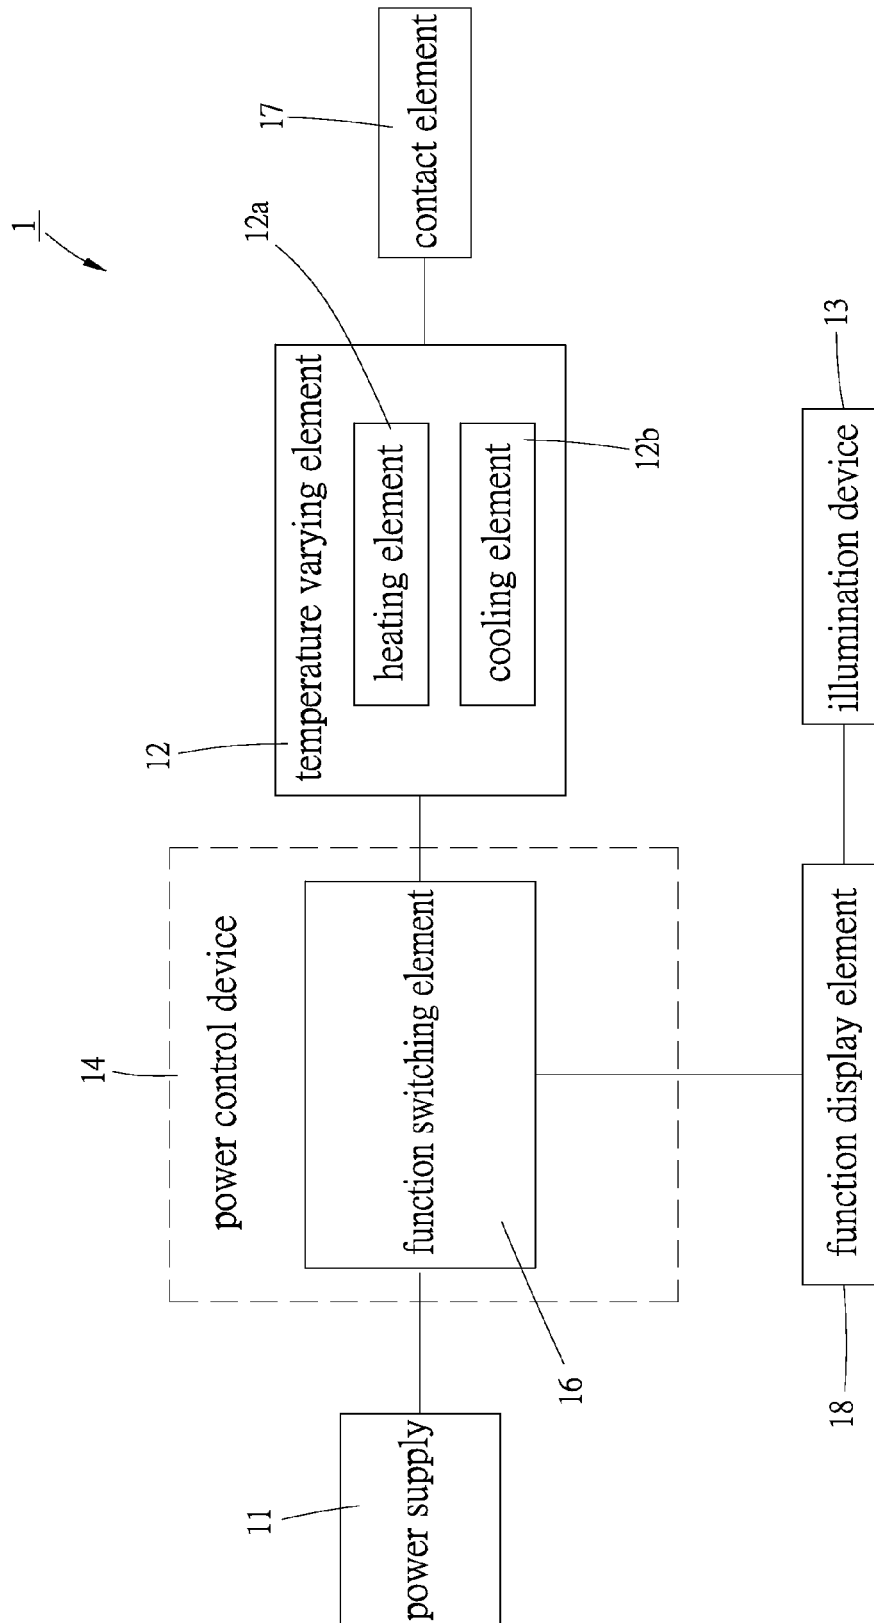 1
17
contact element
12a
12
temperature varying element
heating element
cooling element
12b
14
power control device
function switching element
16
11
power supply
13
illumination device
function display element
18